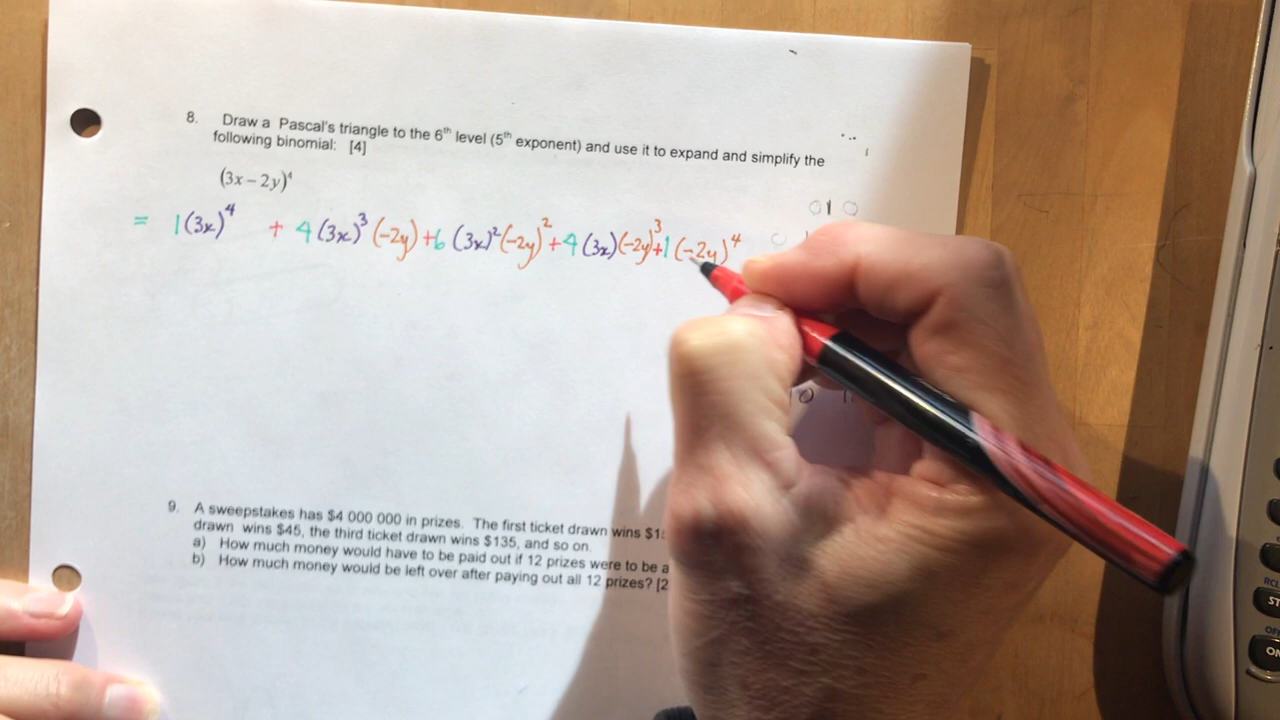 8. Draw a Pascal's triangle to the 6th level (5th exponent) and use it to expand and simplify the
following binomial: [4]
(3x – 2y)⁴
= 1(3x)⁴ + 4(3x)³(-2y)+6(3x)²(-2y)²+4(3x)(-2y)³+1(-2y)⁴
0 1 0
9. A sweepstakes has $4 000 000 in prizes. The first ticket drawn wins
drawn wins $45, the third ticket drawn wins $135, and so on.
a) How much money would have to be paid out if 12 prizes were to be
b) How much money would be left over after paying out all 12 prizes? [2
ON